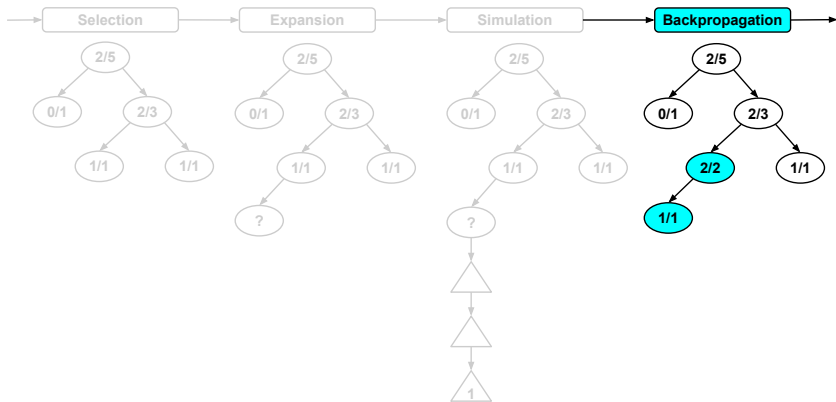 Selection Expansion Simulation Backpropagation
2/5 2/5 2/5 2/5
0/1 2/3 0/1 2/3 0/1 2/3 0/1 2/3
1/1 1/1 1/1 1/1 1/1 1/1 2/2 1/1
? ? 1/1
1